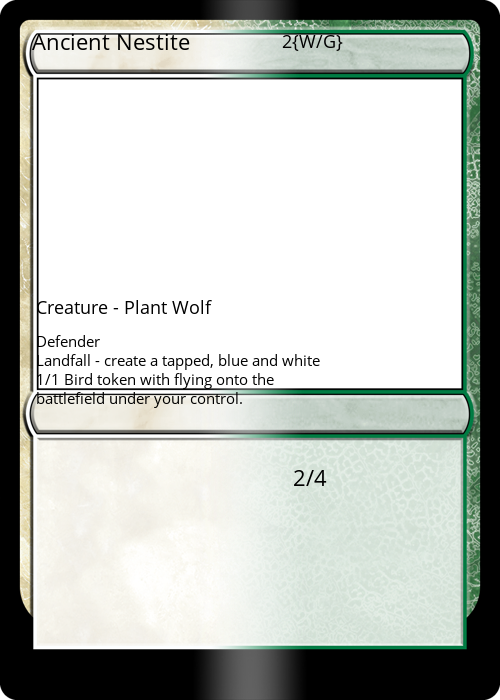 Ancient Nestite 2{W/G}
Creature - Plant Wolf
Defender
Landfall - create a tapped, blue and white
1/1 Bird token with flying onto the
battlefield under your control.
2/4